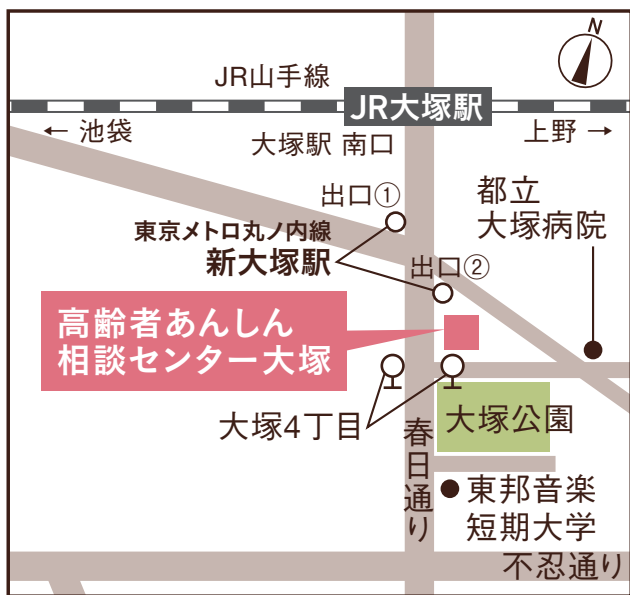 N
JR山手線
JR大塚駅
← 池袋
上野 →
大塚駅 南口
都立
大塚病院
出口①
東京メトロ丸ノ内線
新大塚駅
出口②
高齢者あんしん
相談センター大塚
大塚4丁目
大塚公園
春日通り
東邦音楽
短期大学
不忍通り